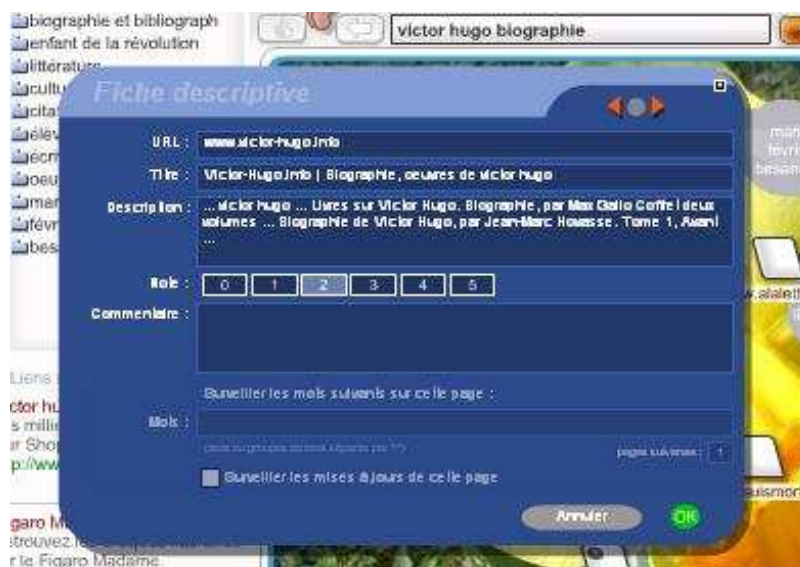 biographie et bibliograph
enfant de la révolution
littérature
victor hugo biographie
Fiche descriptive
URL : www.victor-hugo.info
Titre : Victor-Hugo.info | Biographie, oeuvres de victor hugo
Description : ... victor hugo ... Livres sur Victor Hugo. Biographie, par Max Gallo Coffret deux
volumes ... Biographie de Victor Hugo, par Jean-Marc Hovasse. Tome 1, Avant
...
Note : 0 1 2 3 4 5
Commentaire :
Surveiller les mots suivants sur cette page :
Mots :
pages suivantes : 1
Surveiller les mises à jours de cette page
Annuler OK
Liens
r le Figaro Madame.